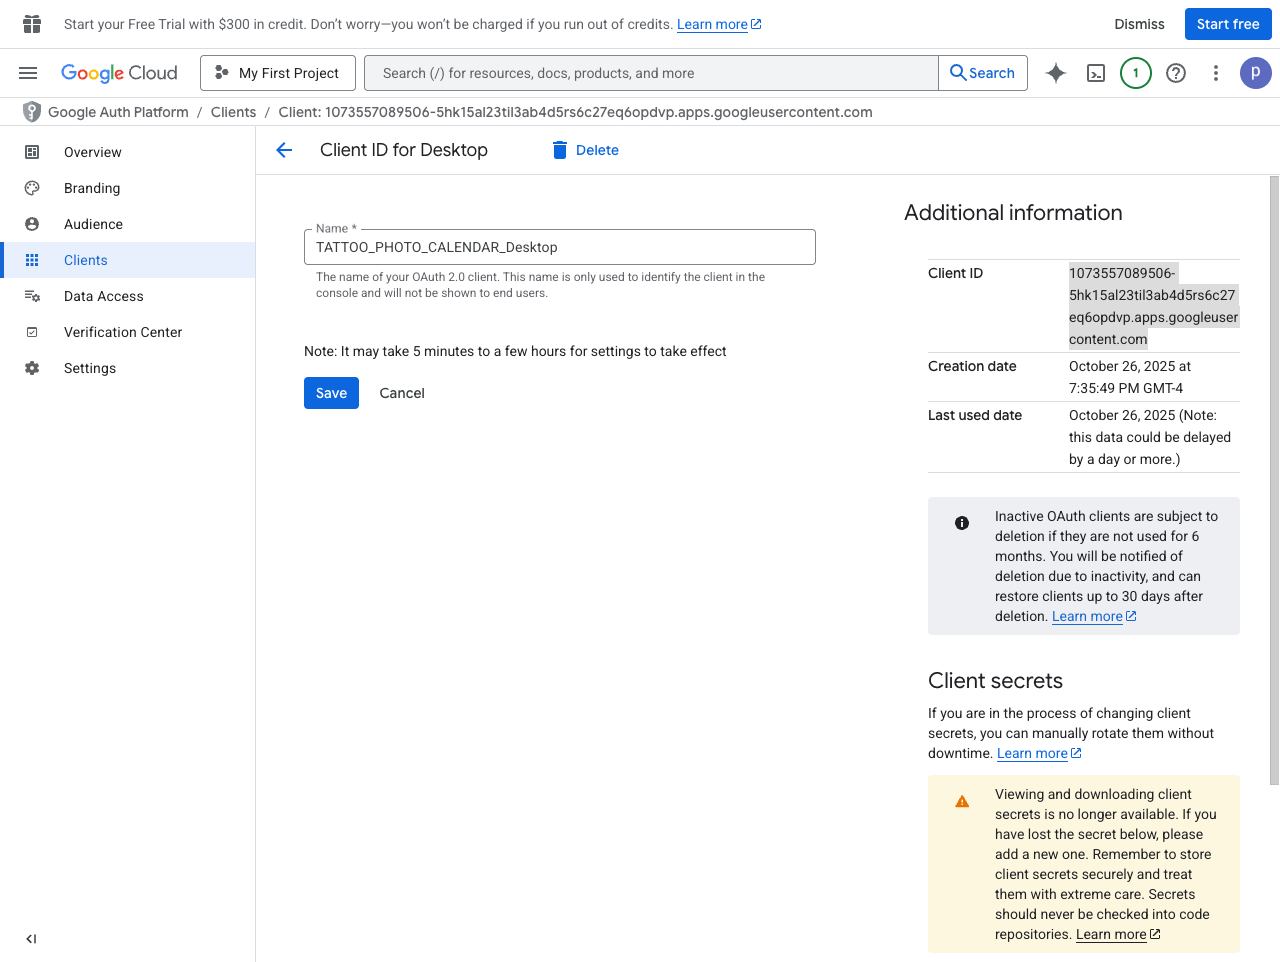 Start your Free Trial with $300 in credit. Don't worry—you won't be charged if you run out of credits. Learn more
Dismiss
Start free
Google Cloud
My First Project
Search (/) for resources, docs, products, and more
Search
1
p
Google Auth Platform / Clients / Client: 1073557089506-5hk15al23til3ab4d5rs6c27eq6opdvp.apps.googleusercontent.com
Overview
Branding
Audience
Clients
Data Access
Verification Center
Settings
Client ID for Desktop
Delete
Name *
TATTOO_PHOTO_CALENDAR_Desktop
The name of your OAuth 2.0 client. This name is only used to identify the client in the
console and will not be shown to end users.
Note: It may take 5 minutes to a few hours for settings to take effect
Save
Cancel
Additional information
Client ID
1073557089506-
5hk15al23til3ab4d5rs6c27
eq6opdvp.apps.googleuser
content.com
Creation date
October 26, 2025 at
7:35:49 PM GMT-4
Last used date
October 26, 2025 (Note:
this data could be delayed
by a day or more.)
Inactive OAuth clients are subject to
deletion if they are not used for 6
months. You will be notified of
deletion due to inactivity, and can
restore clients up to 30 days after
deletion. Learn more
Client secrets
If you are in the process of changing client
secrets, you can manually rotate them without
downtime. Learn more
Viewing and downloading client
secrets is no longer available. If you
have lost the secret below, please
add a new one. Remember to store
client secrets securely and treat
them with extreme care. Secrets
should never be checked into code
repositories. Learn more